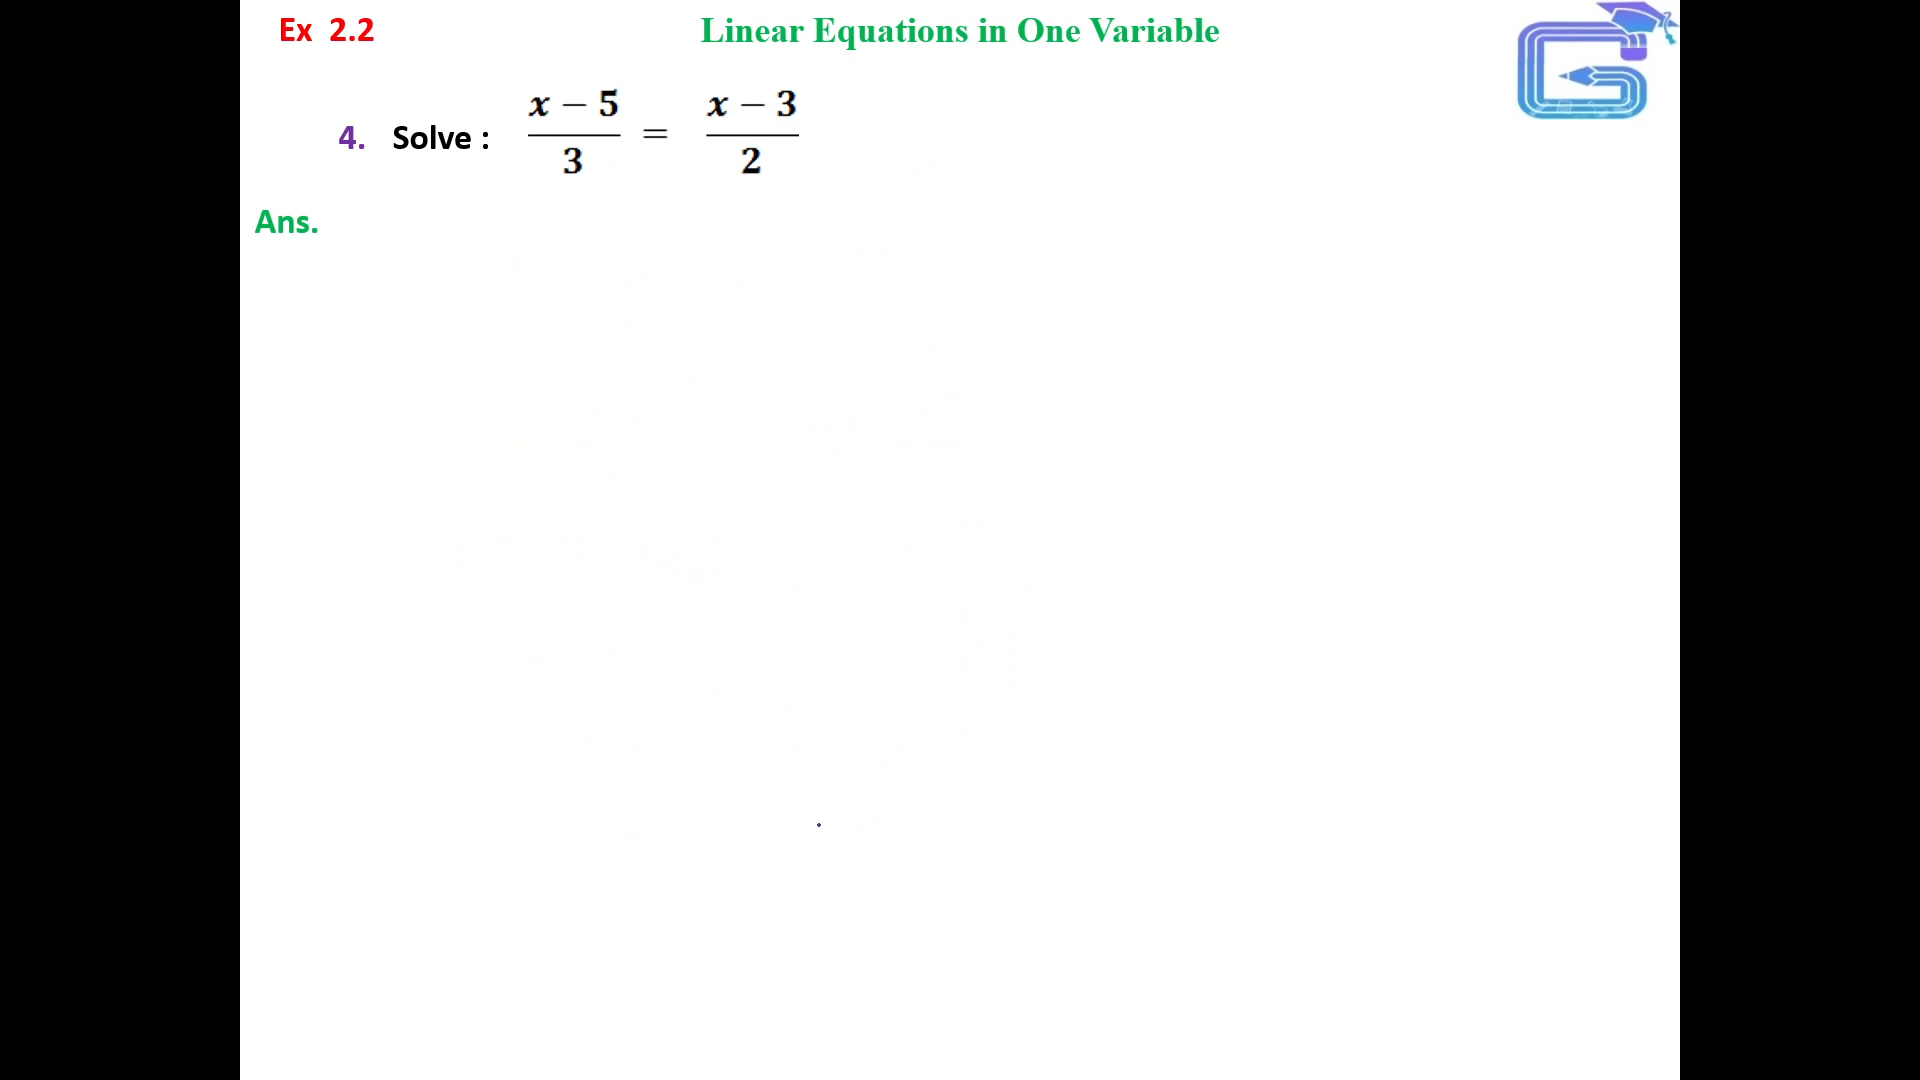 Ex 2.2
Linear Equations in One Variable
4. Solve : x − 5 / 3 = x − 3 / 2
Ans.